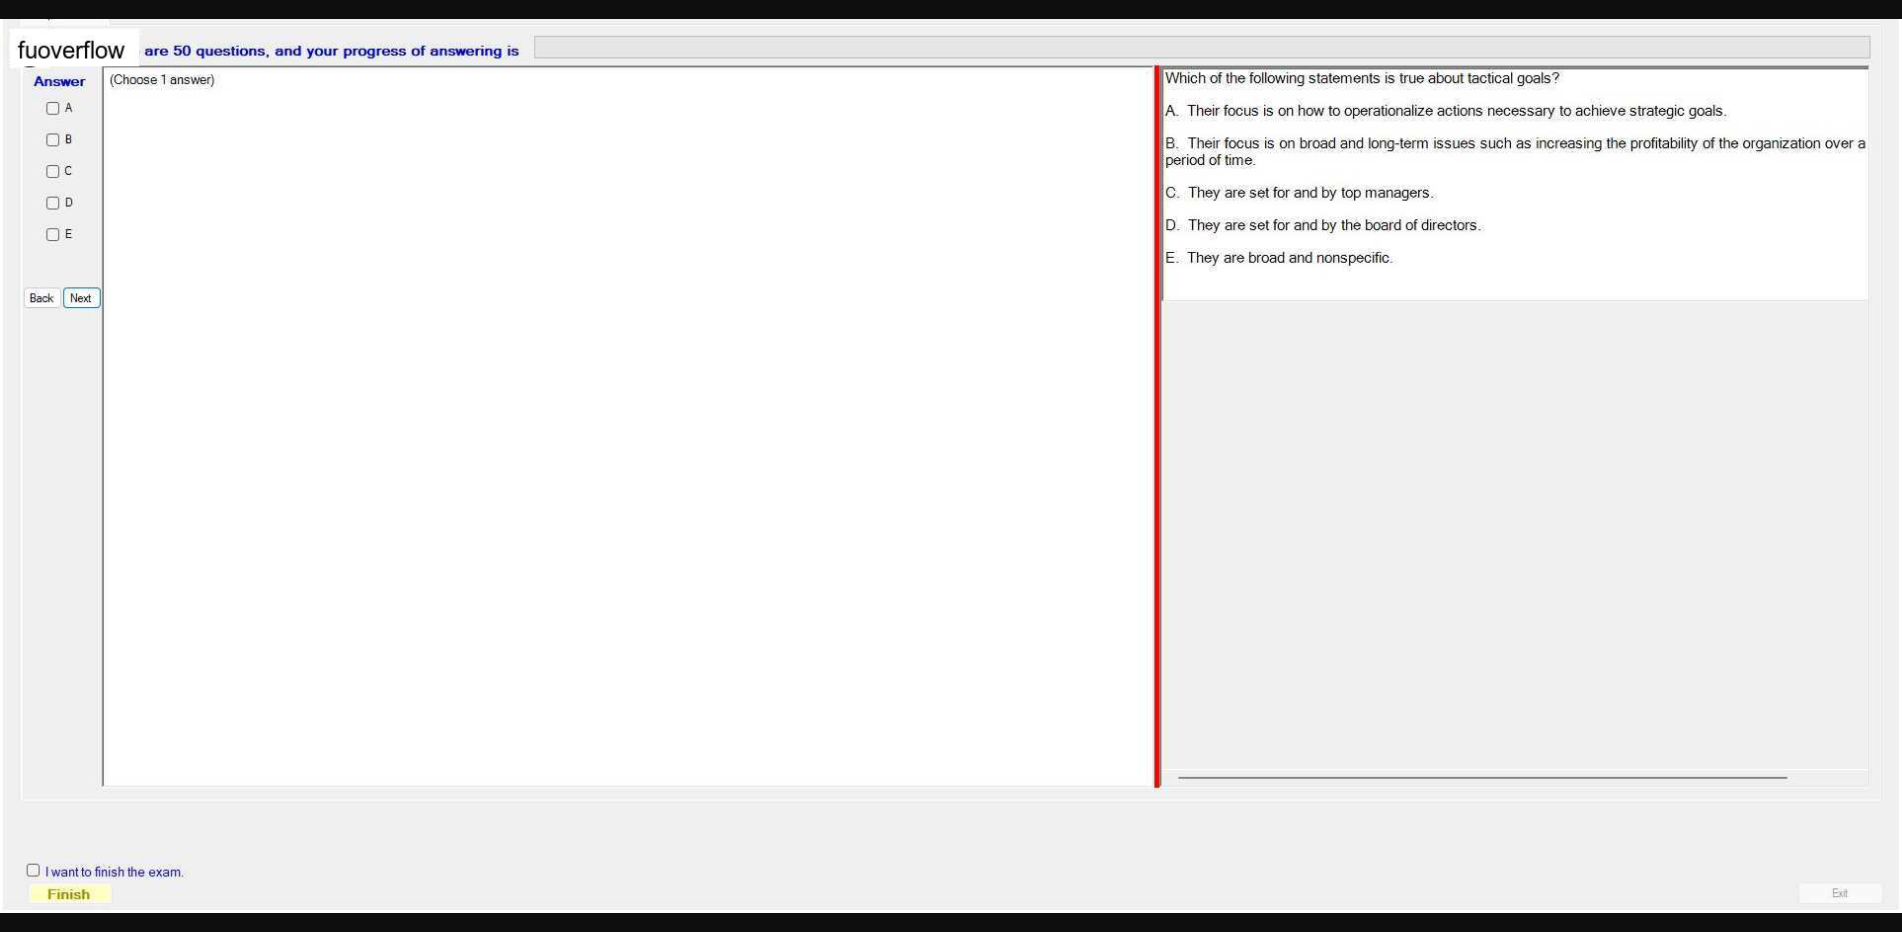 fuoverflow are 50 questions, and your progress of answering is
Answer
(Choose 1 answer)
A
B
C
D
E
Back Next
Which of the following statements is true about tactical goals?
A. Their focus is on how to operationalize actions necessary to achieve strategic goals.
B. Their focus is on broad and long-term issues such as increasing the profitability of the organization over a
period of time.
C. They are set for and by top managers.
D. They are set for and by the board of directors.
E. They are broad and nonspecific.
I want to finish the exam.
Finish
Exit